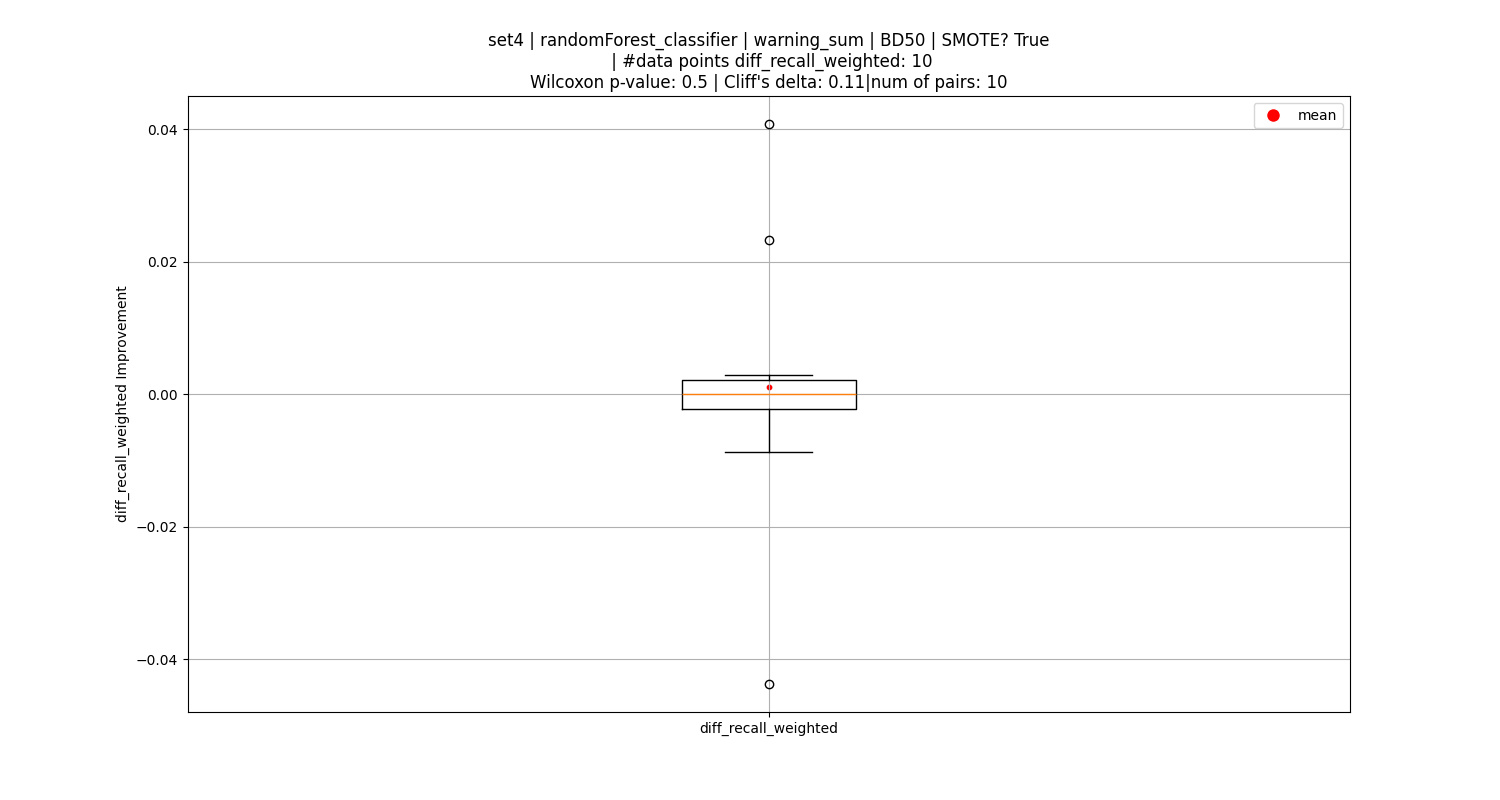 set4 | randomForest_classifier | warning_sum | BD50 | SMOTE? True
| #data points diff_recall_weighted: 10
Wilcoxon p-value: 0.5 | Cliff's delta: 0.11|num of pairs: 10
mean
0.04
0.02
0.00
−0.02
−0.04
diff_recall_weighted Improvement
diff_recall_weighted